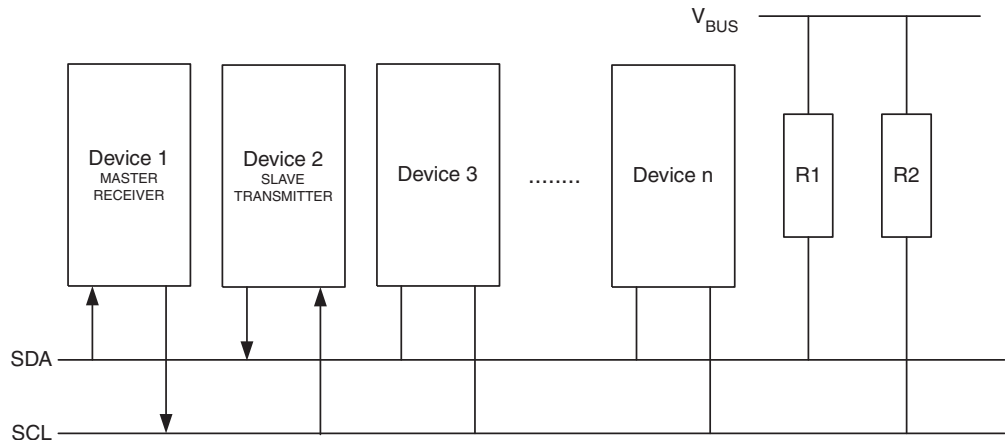 V_BUS
Device 1
MASTER
RECEIVER
Device 2
SLAVE
TRANSMITTER
Device 3
........
Device n
R1
R2
SDA
SCL